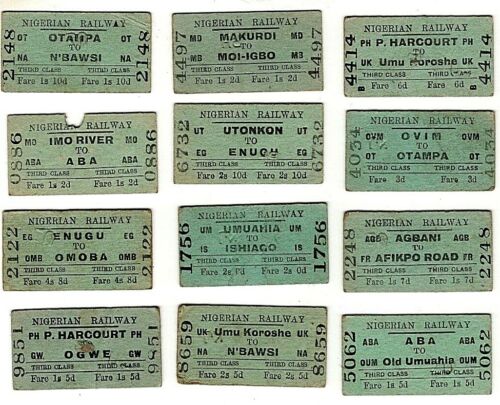 NIGERIAN RAILWAY
OT OTAMPA OT
TO
NA N'BAWSI NA
THIRD CLASS THIRD CLASS
Fare 1s 10d Fare 1s 10d
2148 2148
NIGERIAN RAILWAY
MD MAKURDI MD
TO
MB MOI-IGBO MB
THIRD CLASS THIRD CLASS
Fare 1s 2d Fare 1s 2d
4497 4497
NIGERIAN RAILWAY
PH P. HARCOURT PH
TO
UK Umu Koroshe UK
THIRD CLASS THIRD CLASS
B Fare 6d Fare 6d B
4414 4414
NIGERIAN RAILWAY
MO IMO RIVER MO
TO
ABA ABA ABA
THIRD CLASS THIRD CLASS
Fare 1s 2d Fare 1s 2d
0886 0886
NIGERIAN RAILWAY
UT UTONKON UT
TO
EG ENUGU EG
THIRD CLASS THIRD CLASS
Fare 2s 10d Fare 2s 10d
6732 6732
NIGERIAN RAILWAY
OVM OVIM OVM
TO
OT OTAMPA OT
THIRD CLASS THIRD CLASS
Fare 3d Fare 3d
4034 4034
NIGERIAN RAILWAY
EG ENUGU EG
TO
OMB OMOBA OMB
THIRD CLASS THIRD CLASS
Fare 4s 8d Fare 4s 8d
2122 2122
NIGERIAN RAILWAY
UM UMUAHIA UM
TO
IS ISHIAGO IS
THIRD CLASS THIRD CLASS
Fare 2s Fare 2s 0d
1756 1756
NIGERIAN RAILWAY
AGB AGBANI AGB
TO
FR AFIKPO ROAD FR
THIRD CLASS THIRD CLASS
Fare 1s 7d Fare 1s 7d
2248 2248
NIGERIAN RAILWAY
PH P. HARCOURT PH
TO
GW OGWE GW
THIRD CLASS THIRD CLASS
Fare 1s 5d Fare 1s 5d
9851 9851
NIGERIAN RAILWAY
UK Umu Koroshe UK
TO
NA N'BAWSI NA
THIRD CLASS THIRD CLASS
Fare 2s 5d Fare 2s 5d
8659 8659
NIGERIAN RAILWAY
ABA ABA ABA
TO
OUM Old Umuahia OUM
THIRD CLASS THIRD CLASS
Fare 1s 5d Fare 1s 5d
5062 5062